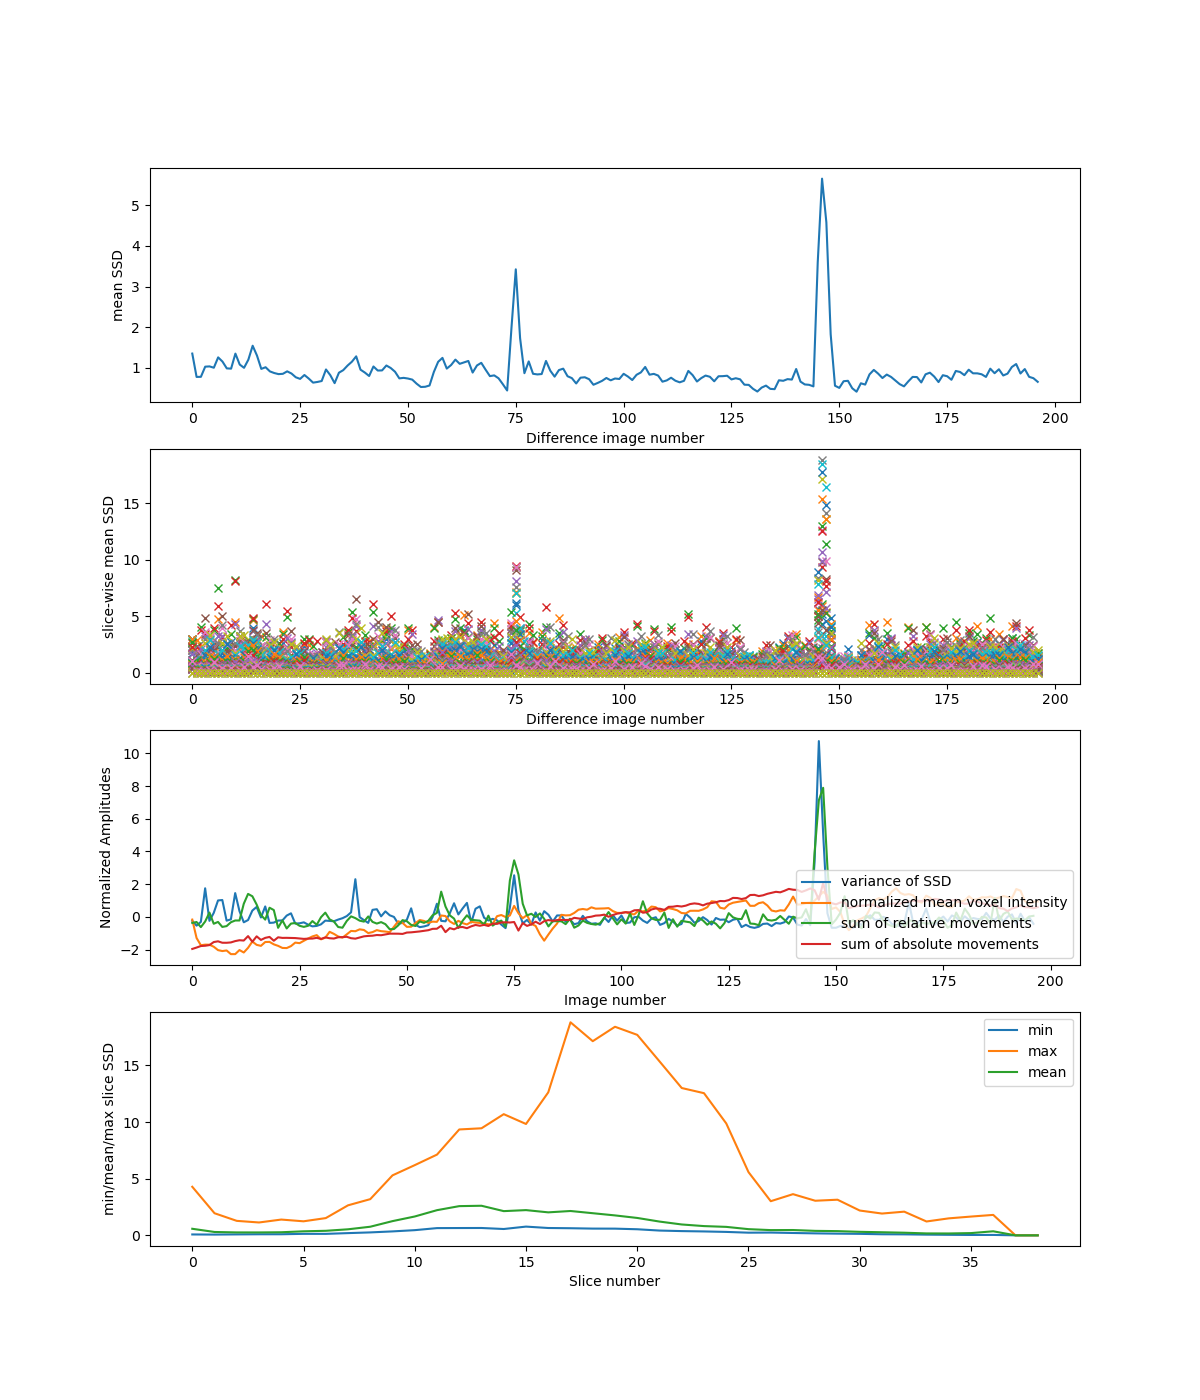 mean SSD
5
4
3
2
1
0 25 50 75 100 125 150 175 200
Difference image number
slice-wise mean SSD
15
10
5
0
0 25 50 75 100 125 150 175 200
Difference image number
Normalized Amplitudes
10
8
6
4
2
0
−2
variance of SSD
normalized mean voxel intensity
sum of relative movements
sum of absolute movements
0 25 50 75 100 125 150 175 200
Image number
min/mean/max slice SSD
15
10
5
0
min
max
mean
0 5 10 15 20 25 30 35
Slice number